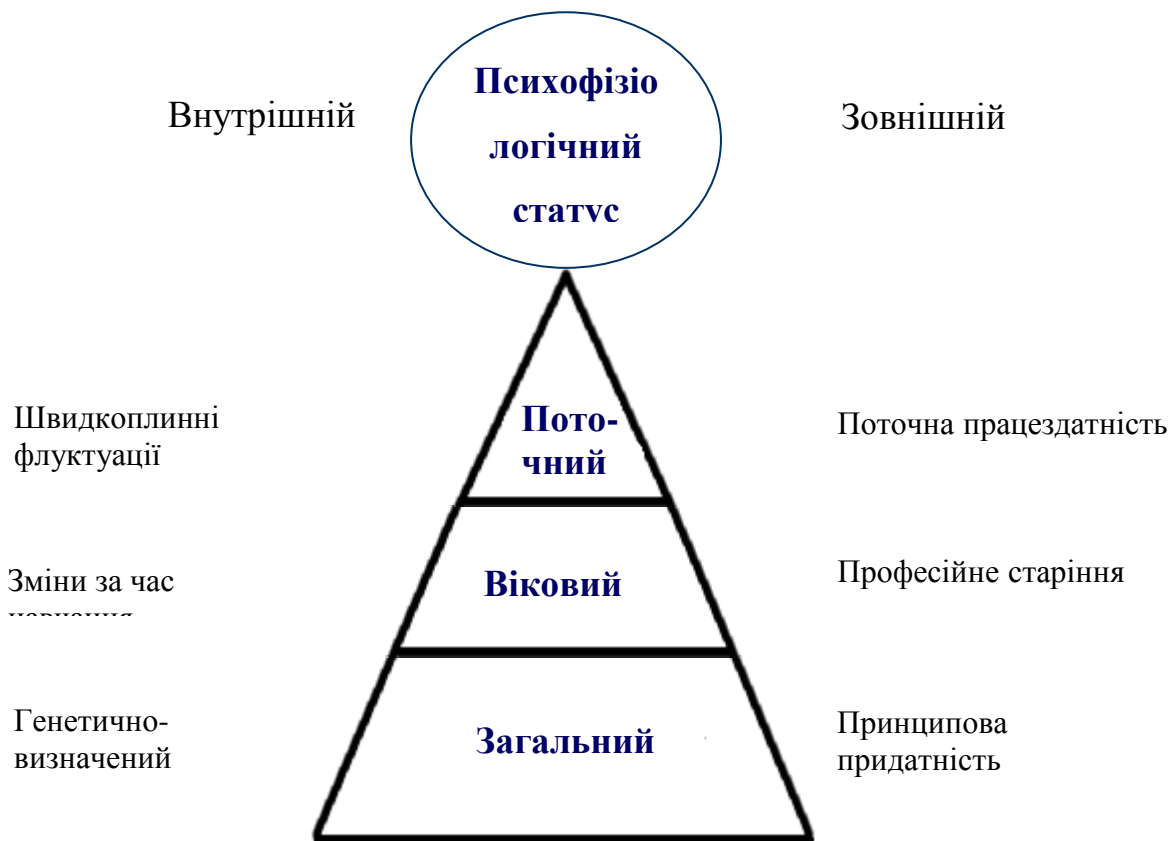 Психофізіо
логічний
статус
Внутрішній
Зовнішній
Швидкоплинні
флуктуації
Пото-
чний
Поточна працездатність
Зміни за час
Віковий
Професійне старіння
Генетично-
визначений
Загальний
Принципова
придатність